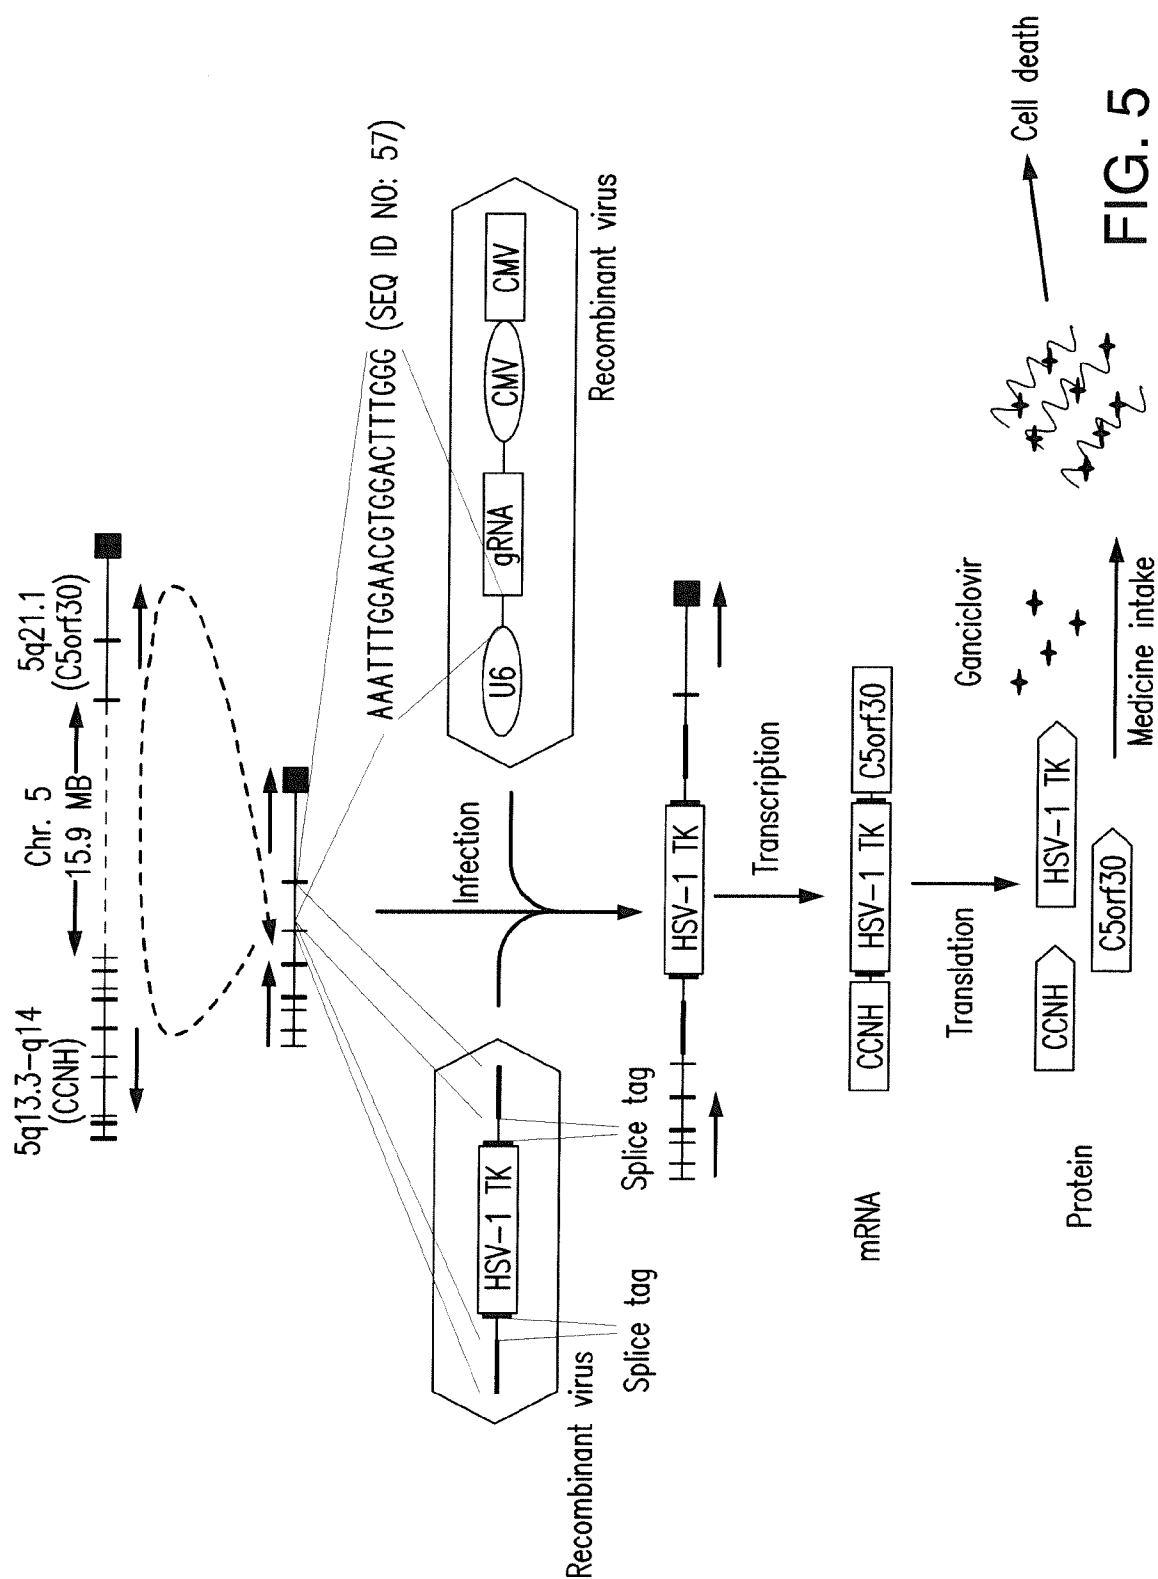 5q13.3-q14
(CCNH)
Chr. 5
15.9 MB
5q21.1
(C5orf30)
AAATTTGGAACGTGGACTTTGGG (SEQ ID NO: 57)
HSV-1 TK
Recombinant virus
Splice tag
Splice tag
Infection
U6
gRNA
CMV
CMV
Recombinant virus
HSV-1 TK
Transcription
mRNA
CCNH
HSV-1 TK
C5orf30
Translation
Protein
CCNH
HSV-1 TK
C5orf30
Ganciclovir
Medicine intake
Cell death
FIG. 5